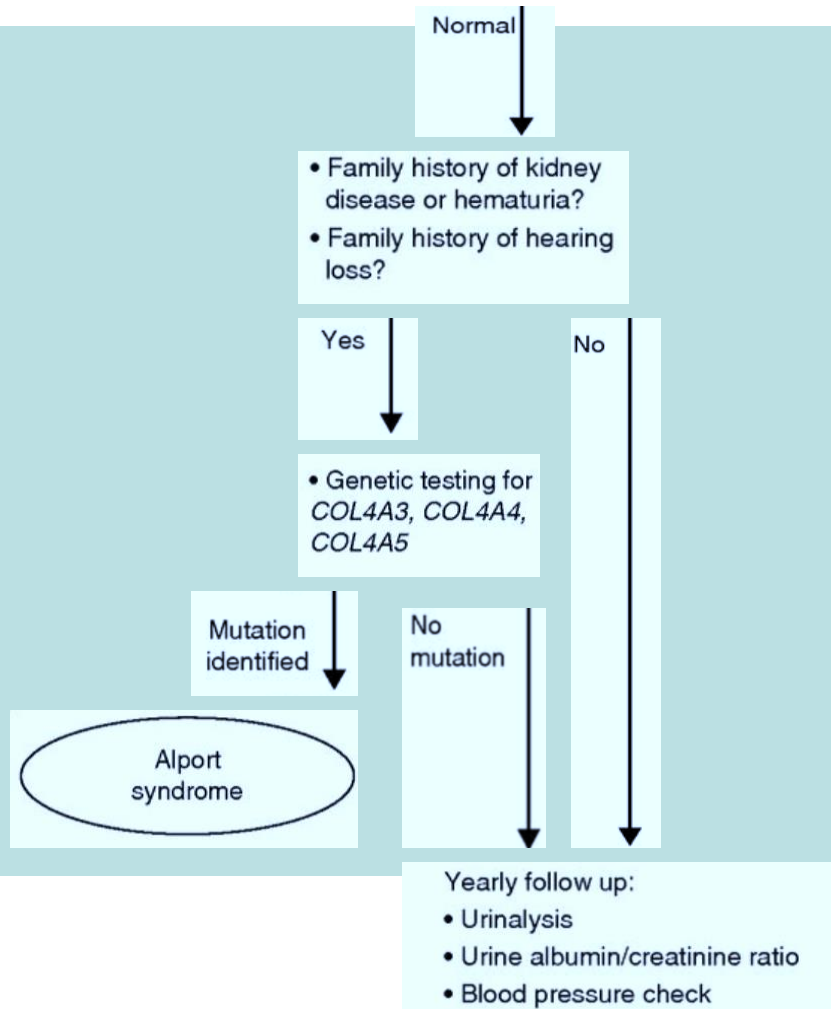 Normal
• Family history of kidney
disease or hematuria?
• Family history of hearing
loss?
Yes
No
• Genetic testing for
COL4A3, COL4A4,
COL4A5
Mutation
identified
No
mutation
Alport
syndrome
Yearly follow up:
• Urinalysis
• Urine albumin/creatinine ratio
• Blood pressure check